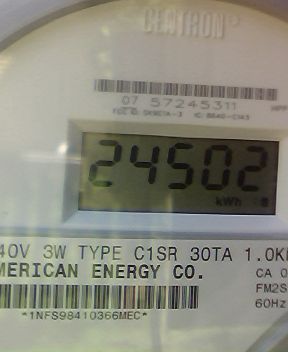 CENTRON®
07 57245311
24502
kWh
40V 3W TYPE C1SR 30TA 1.0K
MERICAN ENERGY CO.
CA 0
FM2S
60Hz
*1NFS98410366MEC*